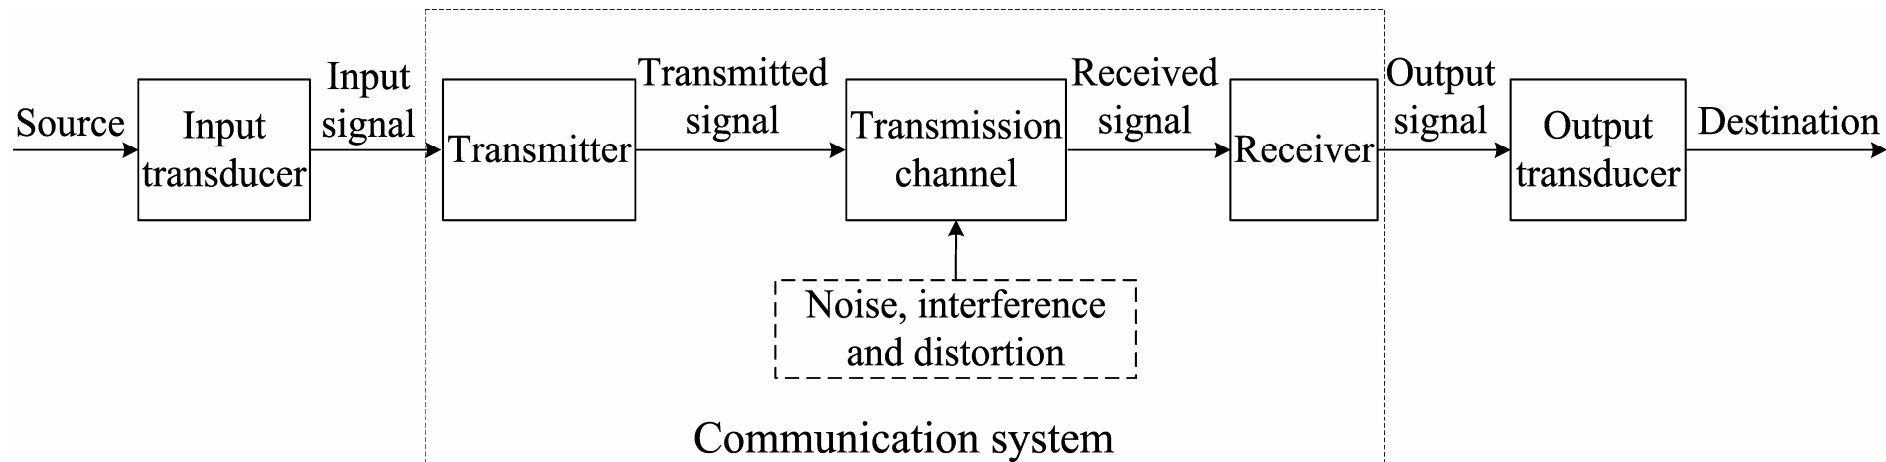 Source
Input
transducer
Input
signal
Transmitter
Transmitted
signal
Transmission
channel
Received
signal
Receiver
Output
signal
Output
transducer
Destination
Noise, interference
and distortion
Communication system